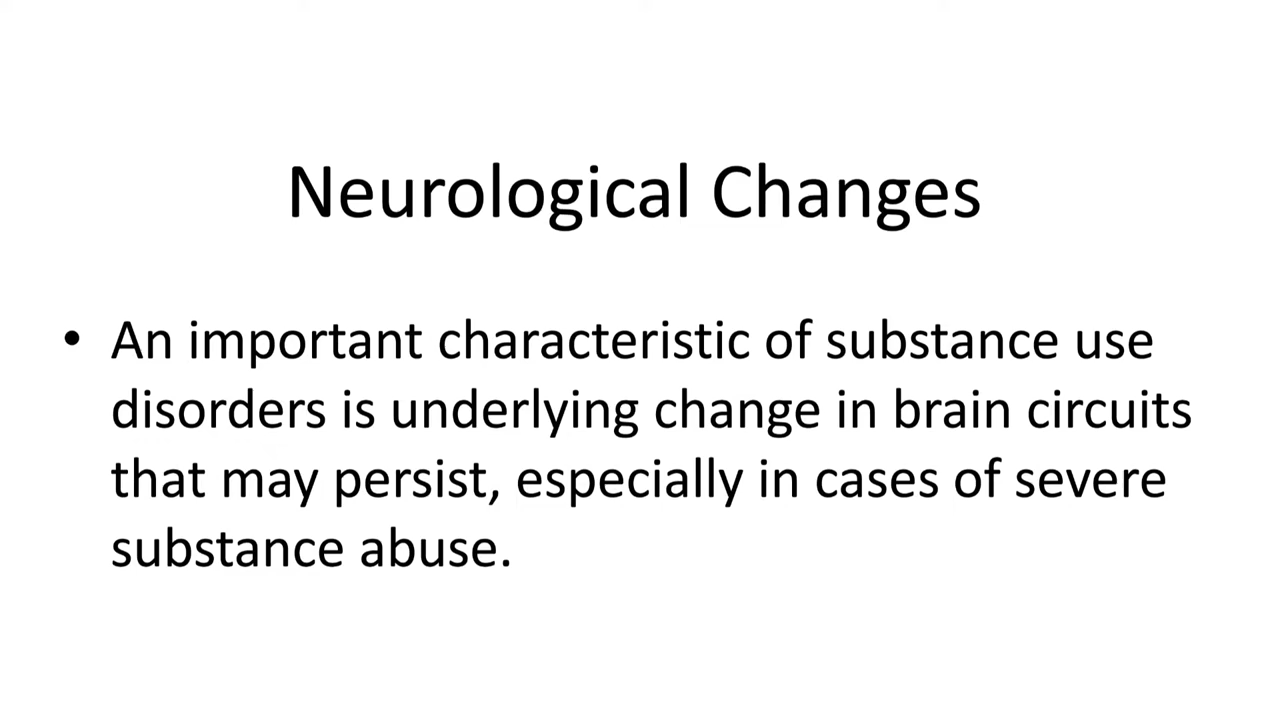 Neurological Changes
• An important characteristic of substance use
disorders is underlying change in brain circuits
that may persist, especially in cases of severe
substance abuse.